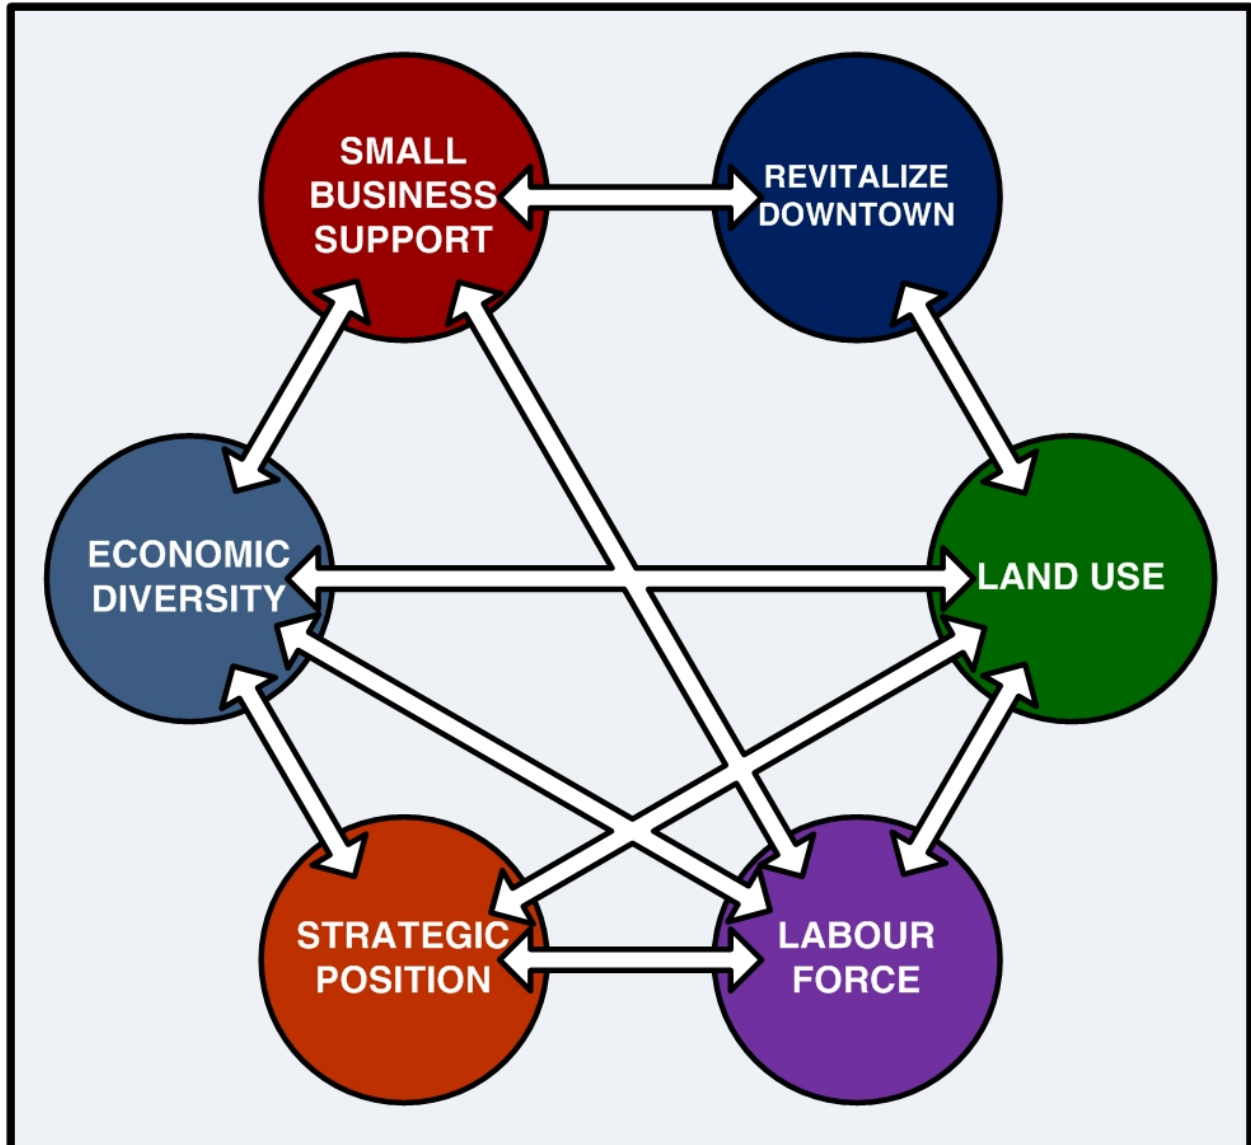 SMALL
BUSINESS
SUPPORT
REVITALIZE
DOWNTOWN
ECONOMIC
DIVERSITY
LAND USE
STRATEGIC
POSITION
LABOUR
FORCE